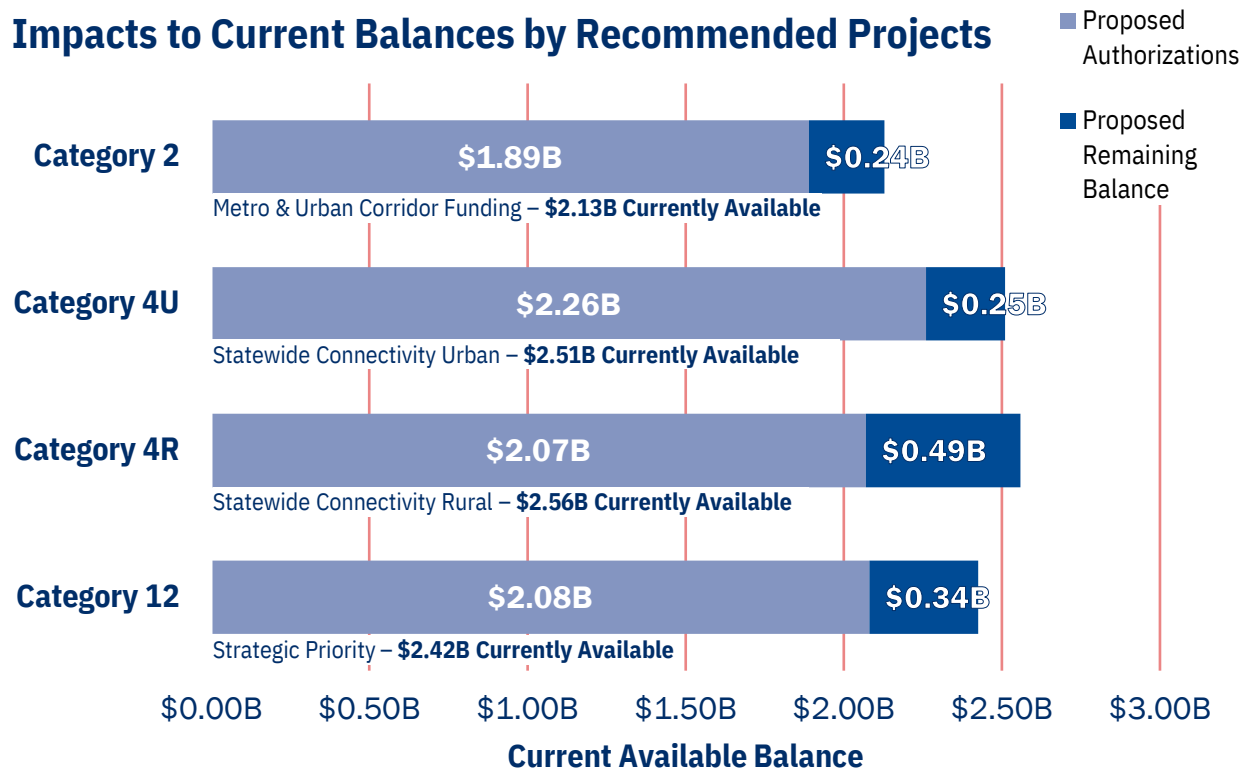 Impacts to Current Balances by Recommended Projects
Proposed
Authorizations
Proposed
Remaining
Balance
Category 2
$1.89B
$0.24B
Metro & Urban Corridor Funding – $2.13B Currently Available
Category 4U
$2.26B
$0.25B
Statewide Connectivity Urban – $2.51B Currently Available
Category 4R
$2.07B
$0.49B
Statewide Connectivity Rural – $2.56B Currently Available
Category 12
$2.08B
$0.34B
Strategic Priority – $2.42B Currently Available
$0.00B $0.50B $1.00B $1.50B $2.00B $2.50B $3.00B
Current Available Balance